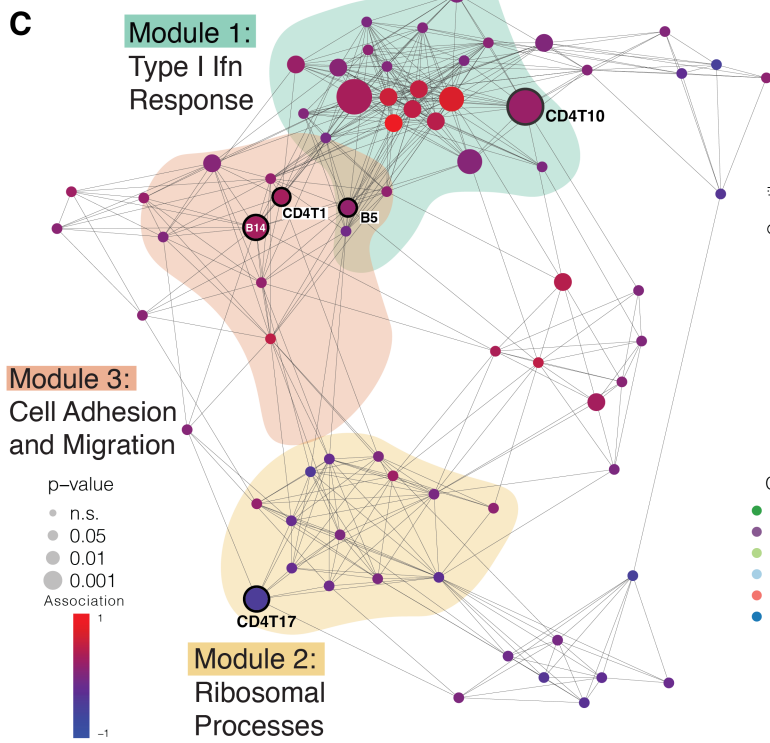 C
Module 1:
Type I Ifn
Response
CD4T10
CD4T1
B5
B14
Module 3:
Cell Adhesion
and Migration
p–value
n.s.
0.05
0.01
0.001
Association
1
−1
CD4T17
Module 2:
Ribosomal
Processes